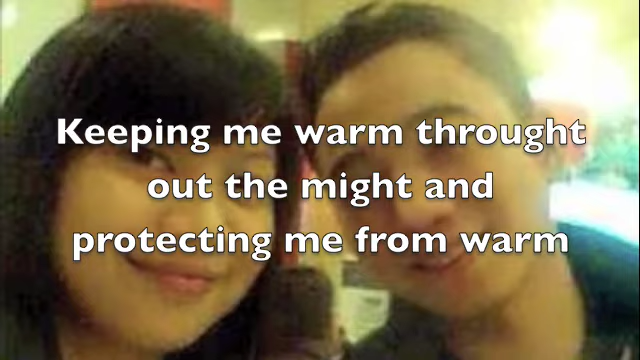 Keeping me warm throught
out the might and
protecting me from warm